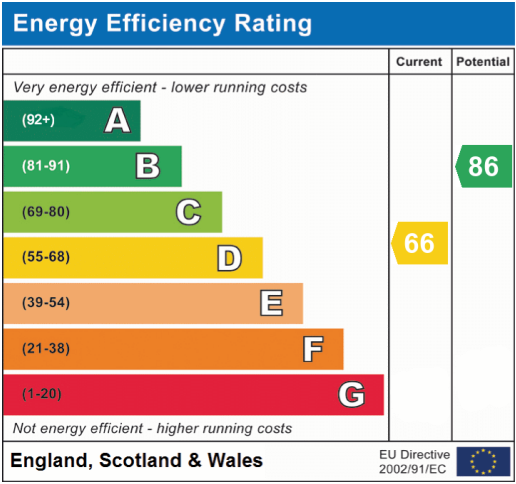 Energy Efficiency Rating
Current Potential
Very energy efficient - lower running costs
(92+) A
(81-91) B
86
(69-80) C
(55-68) D
66
(39-54) E
(21-38) F
(1-20) G
Not energy efficient - higher running costs
England, Scotland & Wales
EU Directive
2002/91/EC